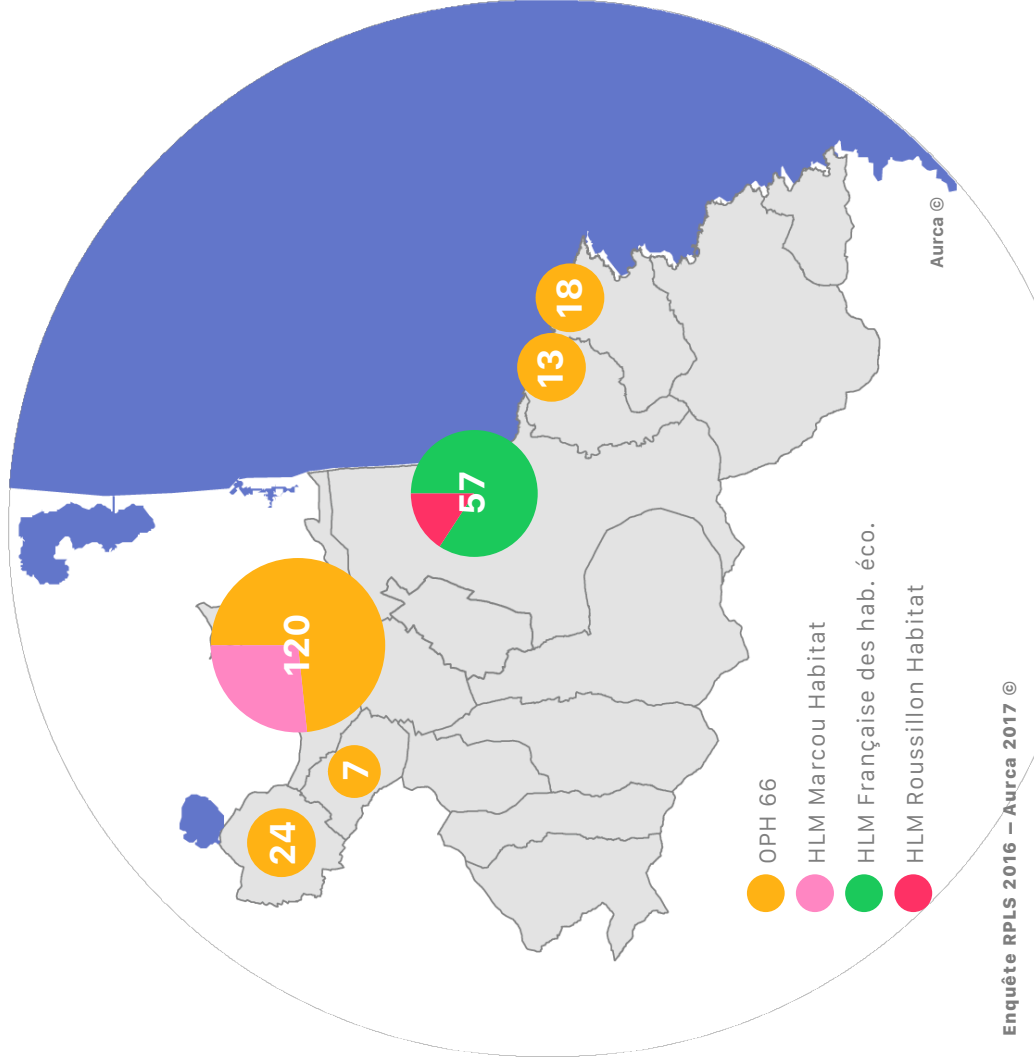 120
57
24
7
13
18
OPH 66
HLM Marcou Habitat
HLM Française des hab. éco.
HLM Roussillon Habitat
Aurca ©
Enquête RPLS 2016 – Aurca 2017 ©